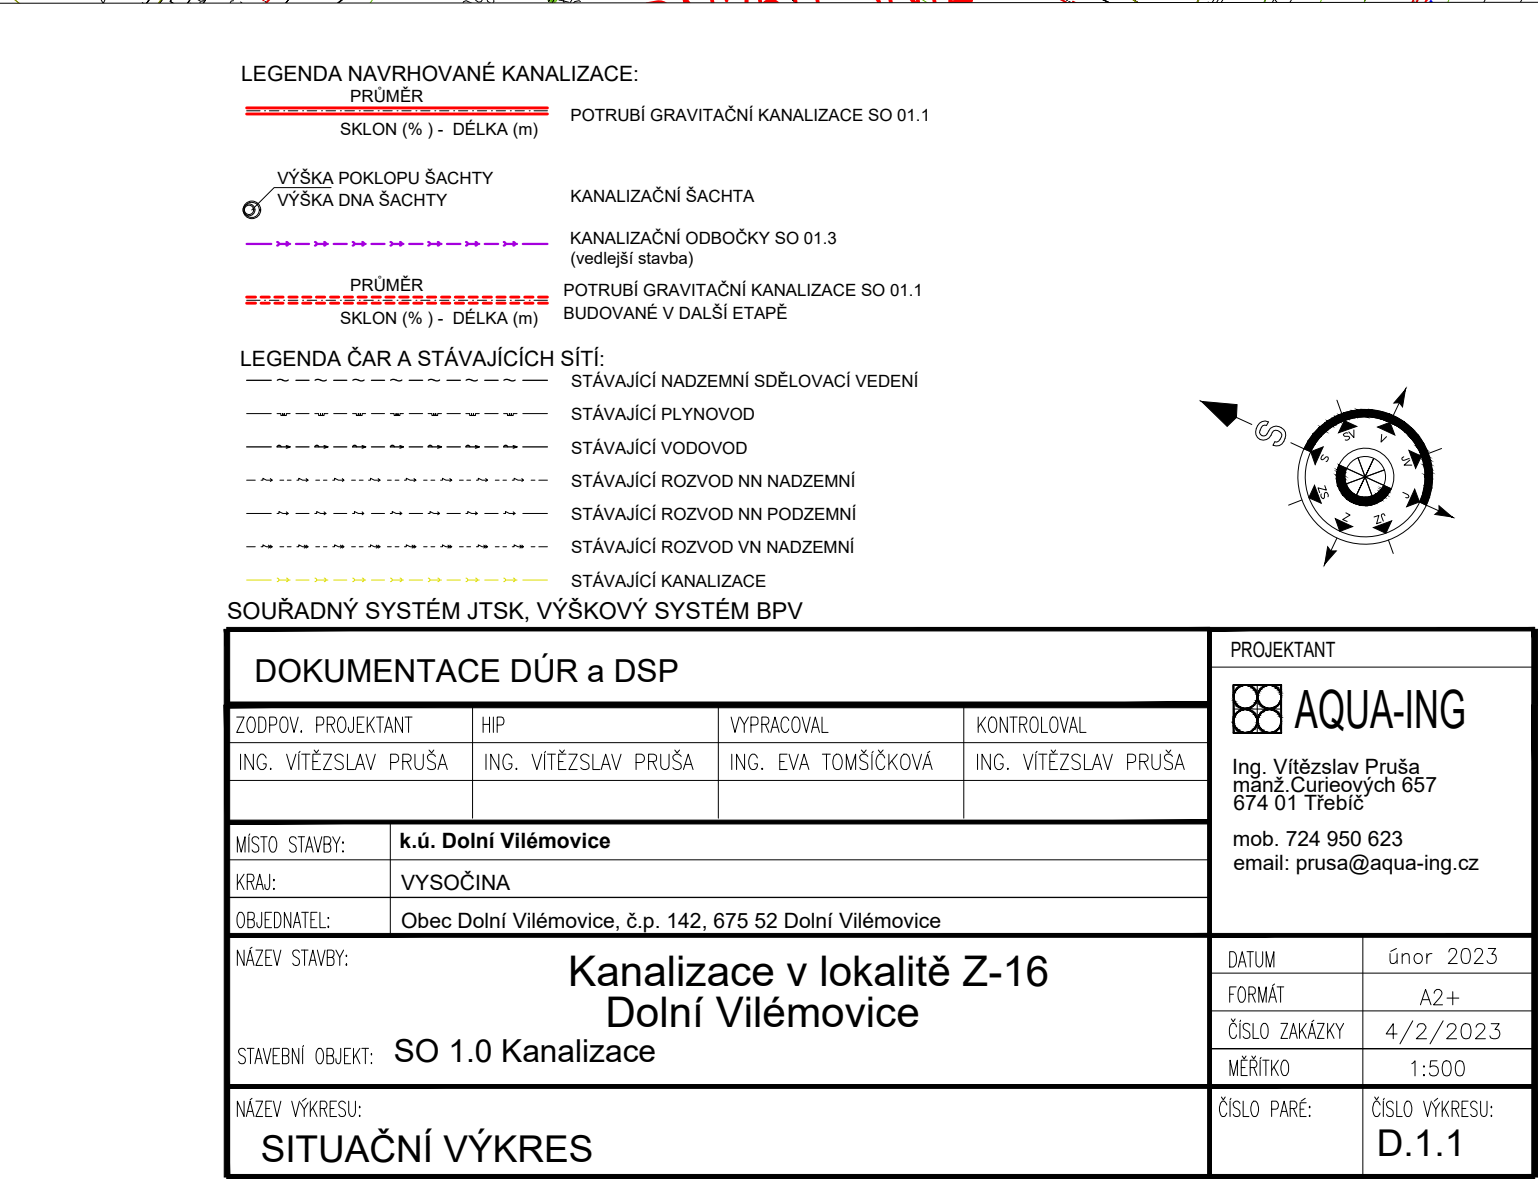 LEGENDA NAVRHOVANÉ KANALIZACE:
PRŮMĚR
SKLON (% ) - DÉLKA (m)
POTRUBÍ GRAVITAČNÍ KANALIZACE SO 01.1
VÝŠKA POKLOPU ŠACHTY
VÝŠKA DNA ŠACHTY
KANALIZAČNÍ ŠACHTA
KANALIZAČNÍ ODBOČKY SO 01.3
(vedlejší stavba)
PRŮMĚR
SKLON (% ) - DÉLKA (m)
POTRUBÍ GRAVITAČNÍ KANALIZACE SO 01.1
BUDOVANÉ V DALŠÍ ETAPĚ
LEGENDA ČAR A STÁVAJÍCÍCH SÍTÍ:
STÁVAJÍCÍ NADZEMNÍ SDĚLOVACÍ VEDENÍ
STÁVAJÍCÍ PLYNOVOD
STÁVAJÍCÍ VODOVOD
STÁVAJÍCÍ ROZVOD NN NADZEMNÍ
STÁVAJÍCÍ ROZVOD NN PODZEMNÍ
STÁVAJÍCÍ ROZVOD VN NADZEMNÍ
STÁVAJÍCÍ KANALIZACE
S
S
SV
V
JV
J
JZ
Z
SZ
SOUŘADNÝ SYSTÉM JTSK, VÝŠKOVÝ SYSTÉM BPV
DOKUMENTACE DÚR a DSP
ZODPOV. PROJEKTANT
HIP
VYPRACOVAL
KONTROLOVAL
ING. VÍTĚZSLAV PRUŠA
ING. VÍTĚZSLAV PRUŠA
ING. EVA TOMŠÍČKOVÁ
ING. VÍTĚZSLAV PRUŠA
PROJEKTANT
AQUA-ING
Ing. Vítězslav Pruša
manž.Curieových 657
674 01 Třebíč
mob. 724 950 623
email: prusa@aqua-ing.cz
MÍSTO STAVBY:
k.ú. Dolní Vilémovice
KRAJ:
VYSOČINA
OBJEDNATEL:
Obec Dolní Vilémovice, č.p. 142, 675 52 Dolní Vilémovice
NÁZEV STAVBY:
Kanalizace v lokalitě Z-16
Dolní Vilémovice
STAVEBNÍ OBJEKT: SO 1.0 Kanalizace
DATUM
únor 2023
FORMÁT
A2+
ČÍSLO ZAKÁZKY
4/2/2023
MĚŘÍTKO
1:500
NÁZEV VÝKRESU:
SITUAČNÍ VÝKRES
ČÍSLO PARÉ:
ČÍSLO VÝKRESU:
D.1.1